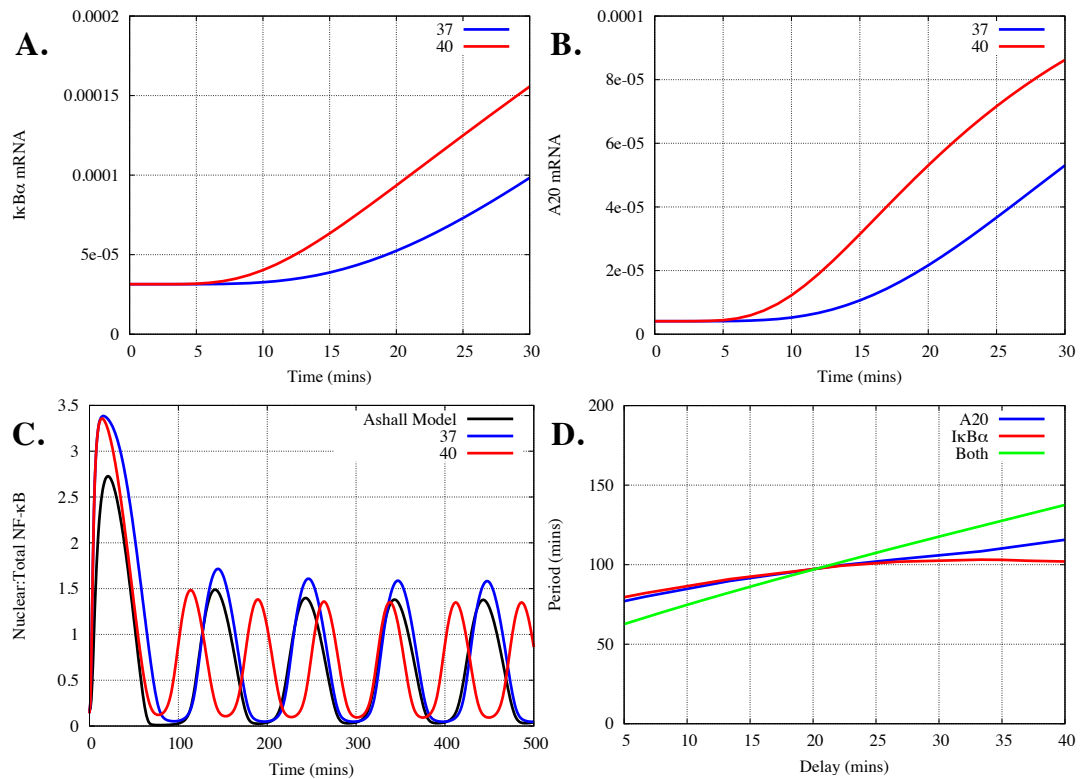 A.
37
40
0.0002
0.00015
0.0001
5e-05
0
IκBα mRNA
0 5 10 15 20 25 30
Time (mins)
B.
37
40
0.0001
8e-05
6e-05
4e-05
2e-05
0
A20 mRNA
0 5 10 15 20 25 30
Time (mins)
C.
Ashall Model
37
40
3.5
3
2.5
2
1.5
1
0.5
0
Nuclear:Total NF-κB
0 100 200 300 400 500
Time (mins)
D.
A20
IκBα
Both
200
150
100
50
0
Period (mins)
5 10 15 20 25 30 35 40
Delay (mins)